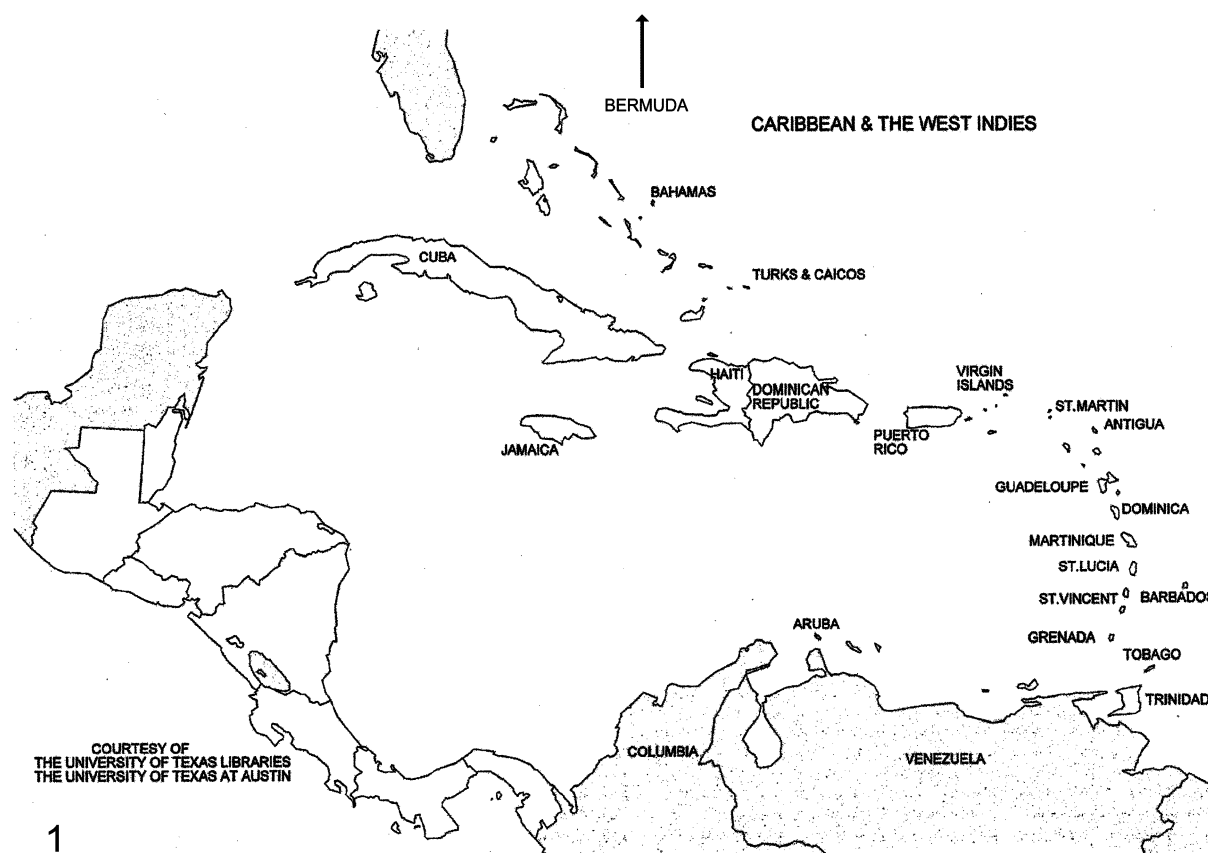 BERMUDA
CARIBBEAN & THE WEST INDIES
BAHAMAS
CUBA
TURKS & CAICOS
HAITI
DOMINICAN
REPUBLIC
VIRGIN
ISLANDS
ST.MARTIN
ANTIGUA
JAMAICA
PUERTO
RICO
GUADELOUPE
DOMINICA
MARTINIQUE
ST.LUCIA
ST.VINCENT
BARBADOS
ARUBA
GRENADA
TOBAGO
TRINIDAD
COURTESY OF
THE UNIVERSITY OF TEXAS LIBRARIES
THE UNIVERSITY OF TEXAS AT AUSTIN
COLUMBIA
VENEZUELA
1